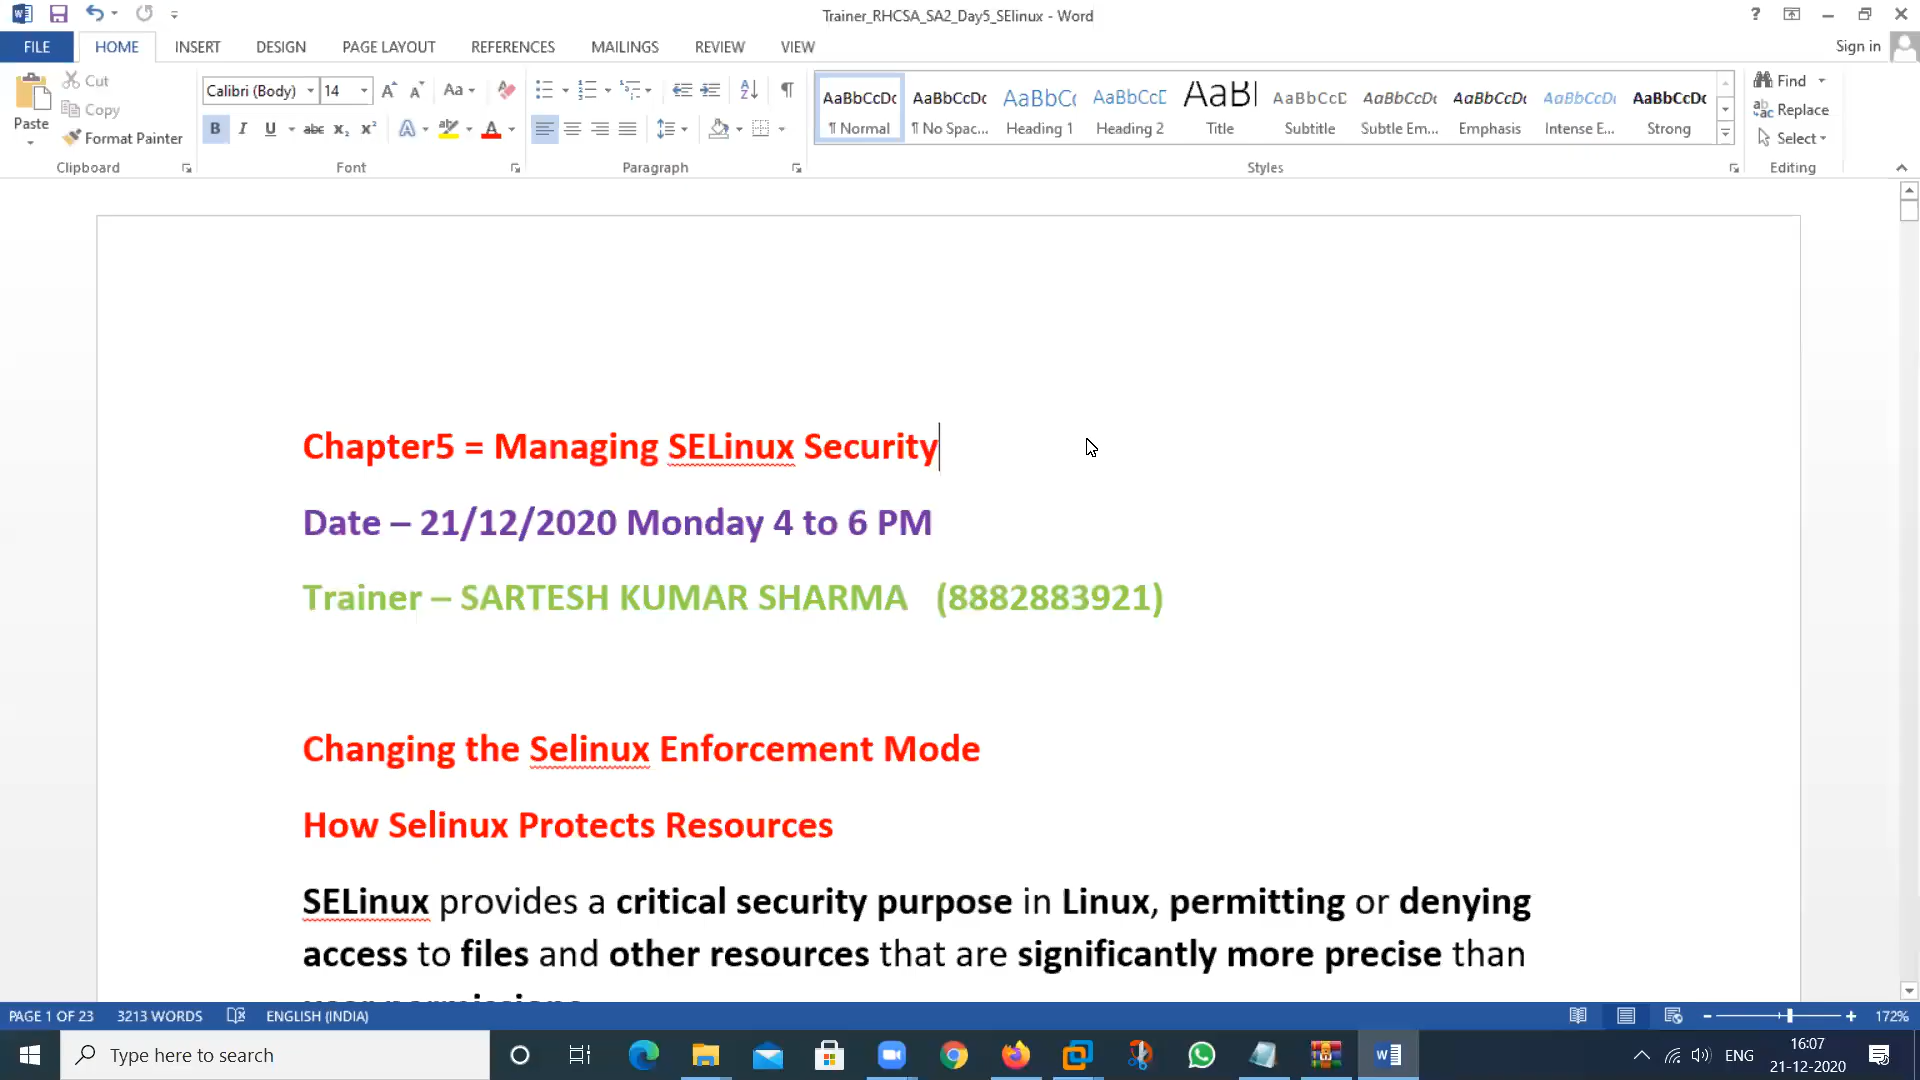 Trainer_RHCSA_SA2_Day5_SElinux - Word
FILE HOME INSERT DESIGN PAGE LAYOUT REFERENCES MAILINGS REVIEW VIEW Sign in
Paste
Cut
Copy
Format Painter
Clipboard
Calibri (Body) 14
Font
Paragraph
AaBbCcDc AaBbCcDc AaBbC AaBbCcD AaB AaBbCcD AaBbCcDc AaBbCcDc AaBbCcDc AaBbCcDc
¶ Normal ¶ No Spac... Heading 1 Heading 2 Title Subtitle Subtle Em... Emphasis Intense E... Strong
Styles
Find
Replace
Select
Editing
Chapter5 = Managing SELinux Security
Date – 21/12/2020 Monday 4 to 6 PM
Trainer – SARTESH KUMAR SHARMA (8882883921)
Changing the Selinux Enforcement Mode
How Selinux Protects Resources
SELinux provides a critical security purpose in Linux, permitting or denying
access to files and other resources that are significantly more precise than
PAGE 1 OF 23 3213 WORDS ENGLISH (INDIA) 172%
Type here to search
ENG
16:07
21-12-2020